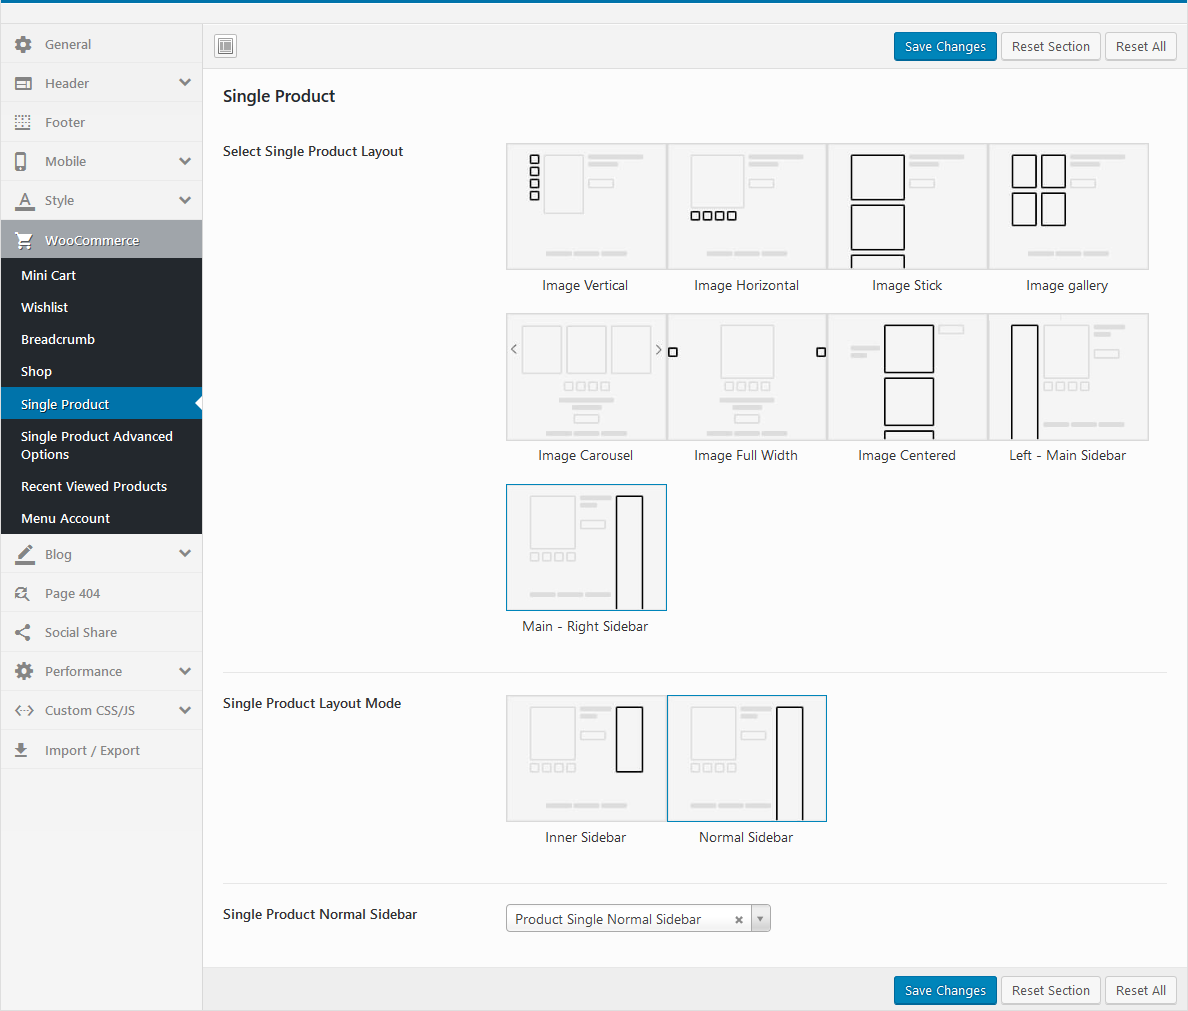 General
Header
Footer
Mobile
Style
WooCommerce
Mini Cart
Wishlist
Breadcrumb
Shop
Single Product
Single Product Advanced
Options
Recent Viewed Products
Menu Account
Blog
Page 404
Social Share
Performance
Custom CSS/JS
Import / Export
Save Changes
Reset Section
Reset All
Single Product
Select Single Product Layout
Image Vertical
Image Horizontal
Image Stick
Image gallery
Image Carousel
Image Full Width
Image Centered
Left - Main Sidebar
Main - Right Sidebar
Single Product Layout Mode
Inner Sidebar
Normal Sidebar
Single Product Normal Sidebar
Product Single Normal Sidebar
Save Changes
Reset Section
Reset All